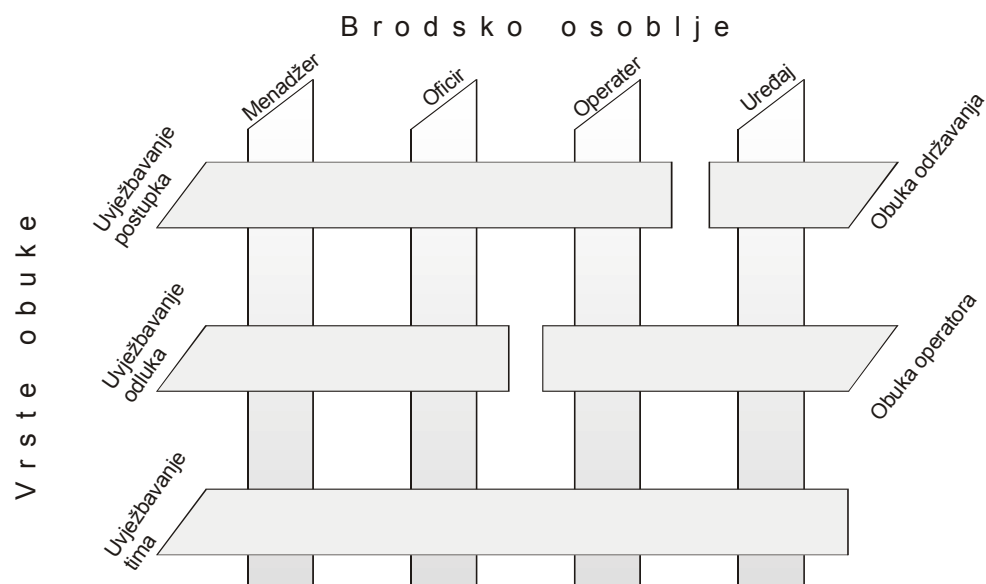 Brodsko osoblje
Menadžer
Oficir
Operater
Uređaj
Vrste obuke
Uvježbavanje
postupka
Obuka održavanja
Uvježbavanje
odluka
Obuka operatora
Uvježbavanje
tima